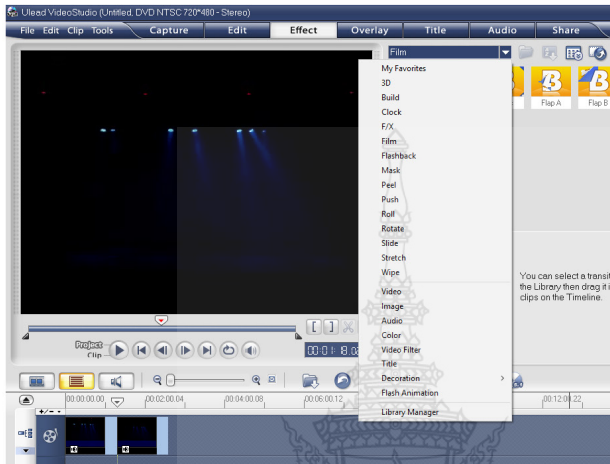 Ulead VideoStudio (Untitled, DVD NTSC 720*480 - Stereo)
File Edit Clip Tools Capture Edit Effect Overlay Title Audio Share
Film
My Favorites
3D
Build
Clock
F/X
Film
Flashback
Mask
Peel
Push
Roll
Rotate
Slide
Stretch
Wipe
Video
Image
Audio
Color
Video Filter
Title
Decoration
Flash Animation
Library Manager
Flap A Flap B
You can select a transit
the Library then drag it i
clips on the Timeline.
Project
Clip
00:00:00.00 00:02:00.04 00:04:00.08 00:06:00.12